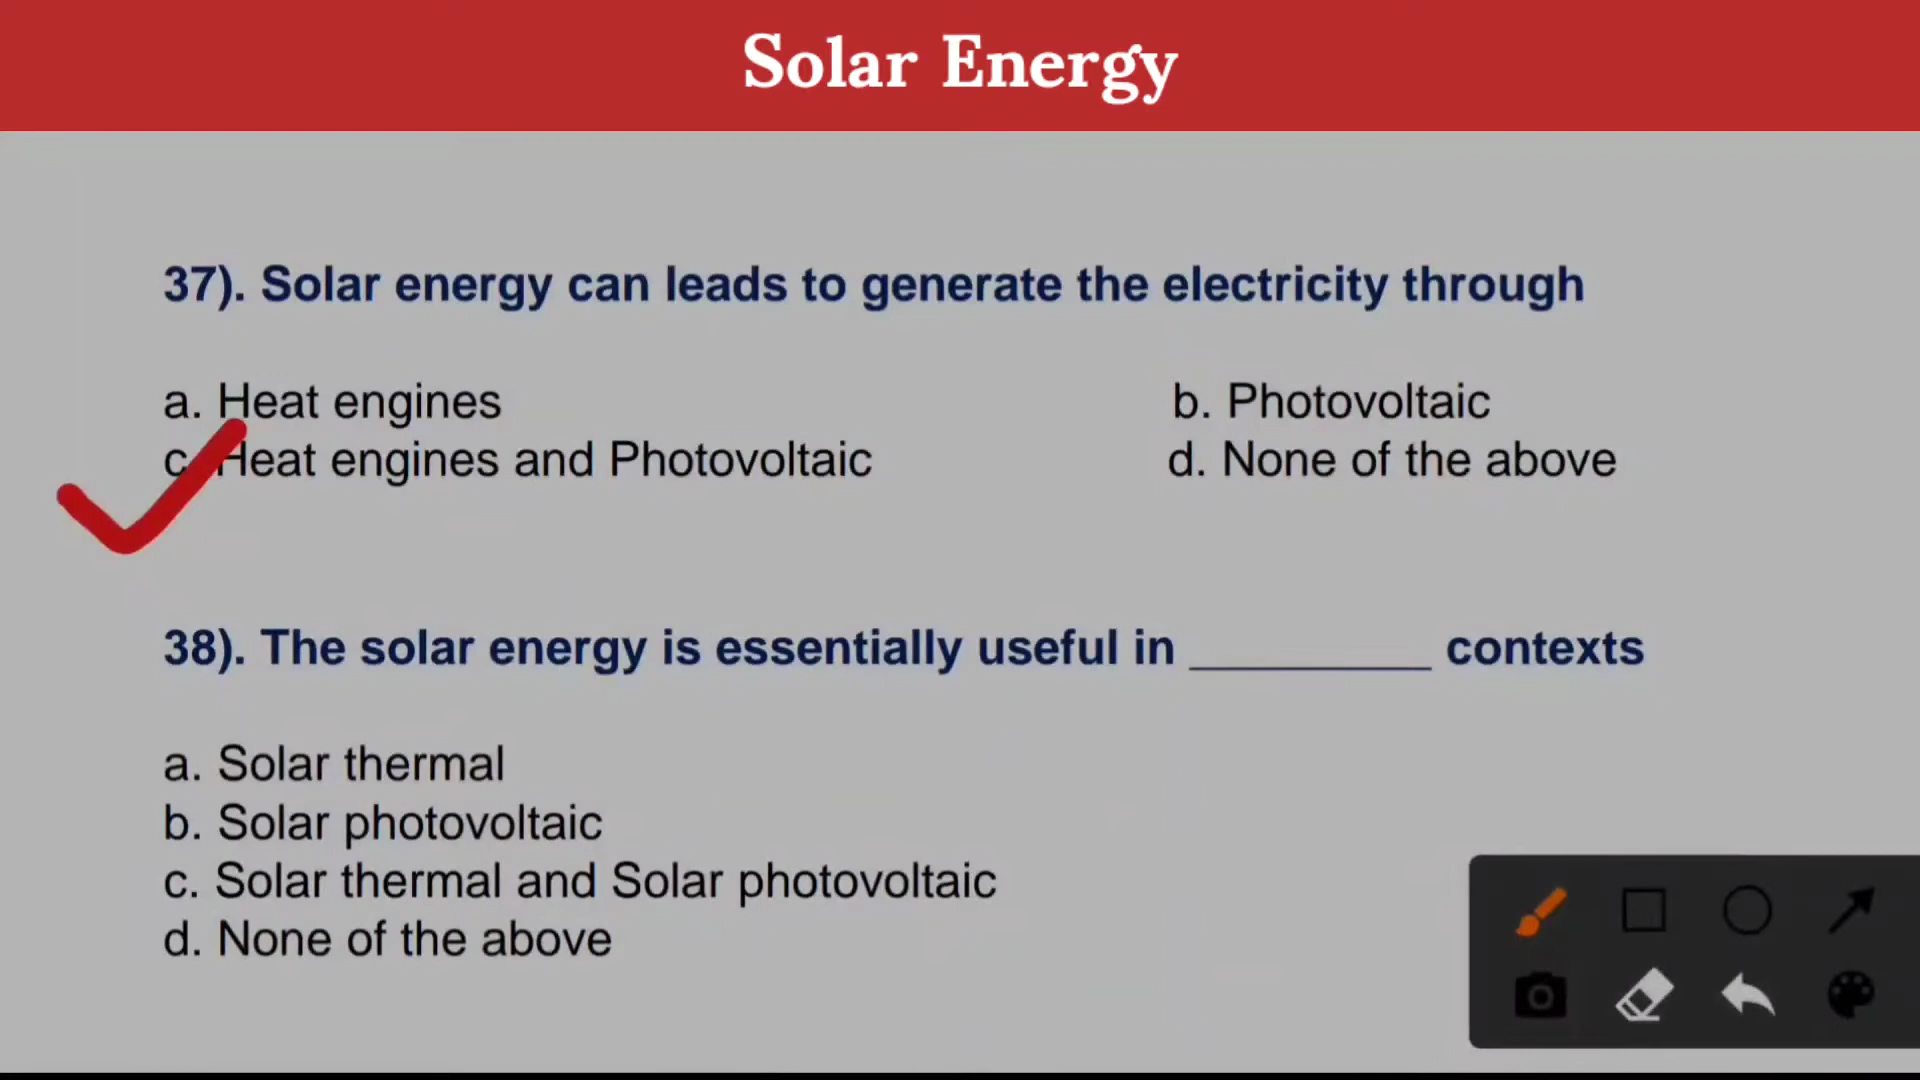 Solar Energy
37). Solar energy can leads to generate the electricity through
a. Heat engines b. Photovoltaic
c. Heat engines and Photovoltaic d. None of the above
38). The solar energy is essentially useful in __________ contexts
a. Solar thermal
b. Solar photovoltaic
c. Solar thermal and Solar photovoltaic
d. None of the above